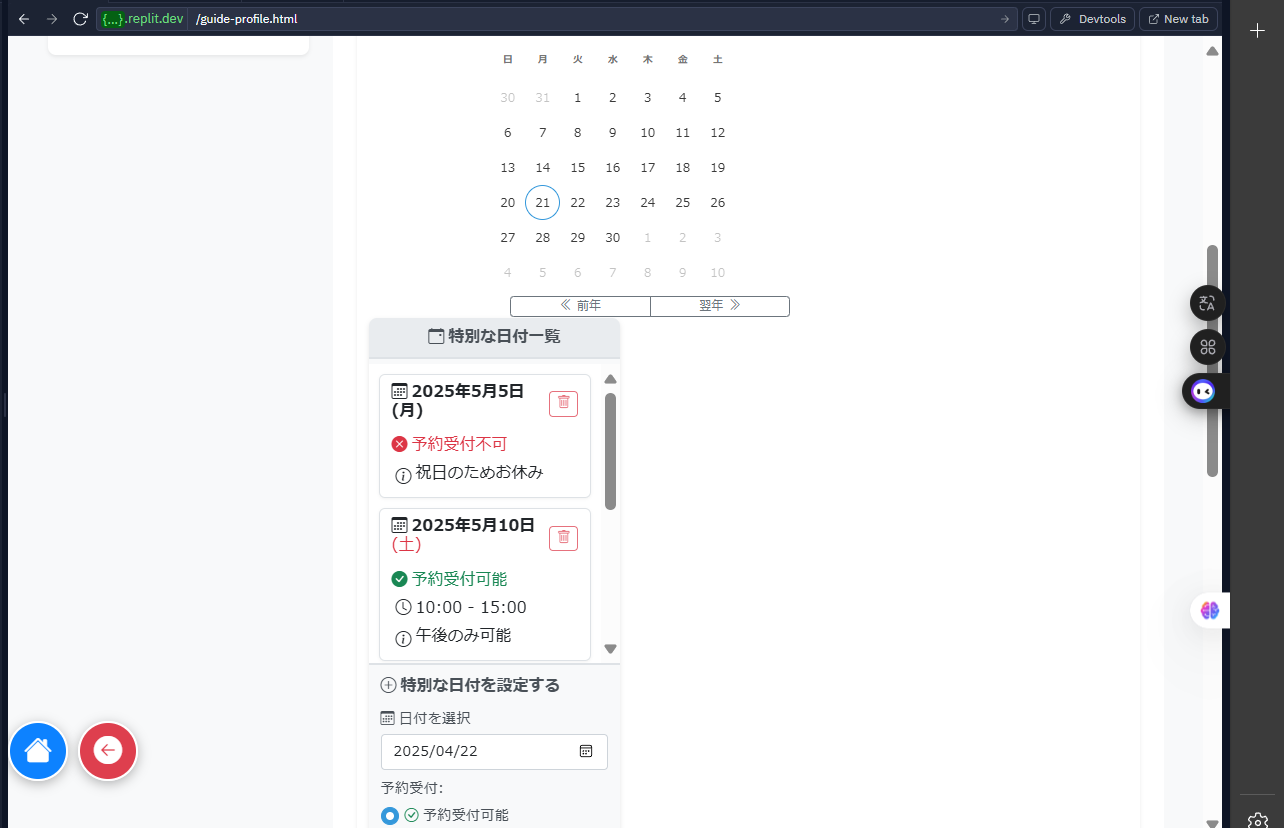 {...}.replit.dev /guide-profile.html Devtools New tab
日 月 火 水 木 金 土
30 31 1 2 3 4 5
6 7 8 9 10 11 12
13 14 15 16 17 18 19
20 21 22 23 24 25 26
27 28 29 30 1 2 3
4 5 6 7 8 9 10
前年 翌年
特別な日付一覧
2025年5月5日
(月)
予約受付不可
祝日のためお休み
2025年5月10日
(土)
予約受付可能
10:00 - 15:00
午後のみ可能
特別な日付を設定する
日付を選択
2025/04/22
予約受付:
予約受付可能